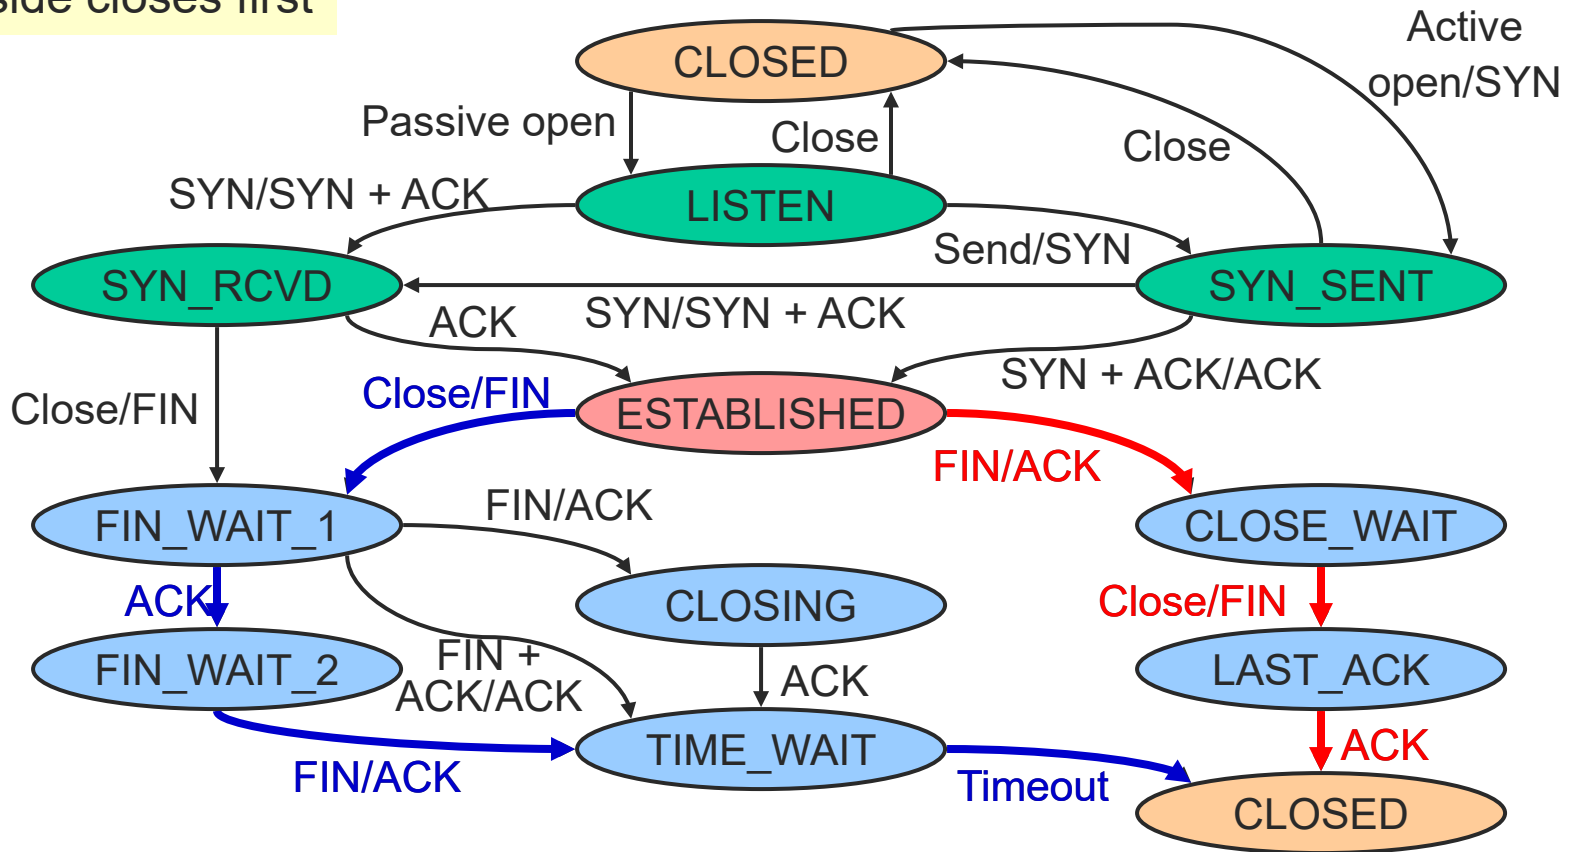 side closes first
CLOSED
Active
open/SYN
Passive open
Close
Close
SYN/SYN + ACK
LISTEN
Send/SYN
SYN_RCVD
SYN_SENT
SYN/SYN + ACK
ACK
SYN + ACK/ACK
Close/FIN
Close/FIN
ESTABLISHED
FIN/ACK
FIN/ACK
FIN_WAIT_1
CLOSE_WAIT
ACK
CLOSING
Close/FIN
FIN_WAIT_2
FIN +
ACK/ACK
ACK
LAST_ACK
TIME_WAIT
ACK
FIN/ACK
Timeout
CLOSED